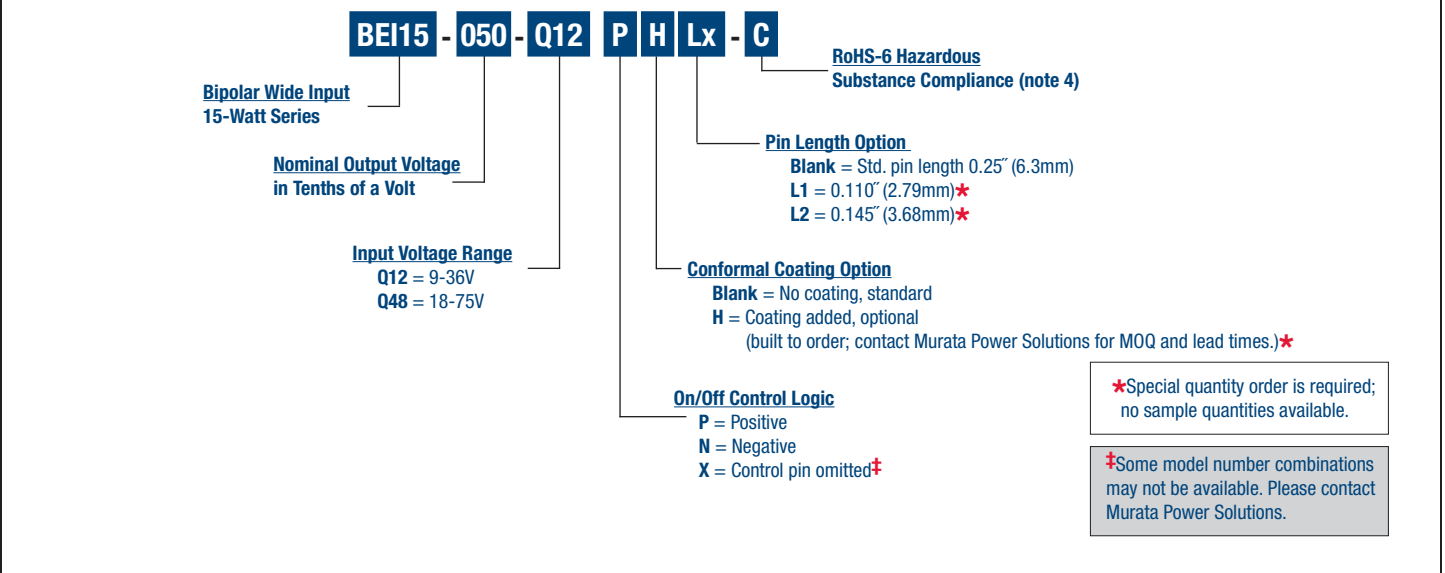 BEI15 - 050 - Q12 P H Lx - C
RoHS-6 Hazardous
Substance Compliance (note 4)
Bipolar Wide Input
15-Watt Series
Pin Length Option
Blank = Std. pin length 0.25˝ (6.3mm)
L1 = 0.110˝ (2.79mm)*
L2 = 0.145˝ (3.68mm)*
Nominal Output Voltage
in Tenths of a Volt
Input Voltage Range
Q12 = 9-36V
Q48 = 18-75V
Conformal Coating Option
Blank = No coating, standard
H = Coating added, optional
(built to order; contact Murata Power Solutions for MOQ and lead times.)*
On/Off Control Logic
P = Positive
N = Negative
X = Control pin omitted‡
*Special quantity order is required;
no sample quantities available.
‡Some model number combinations
may not be available. Please contact
Murata Power Solutions.